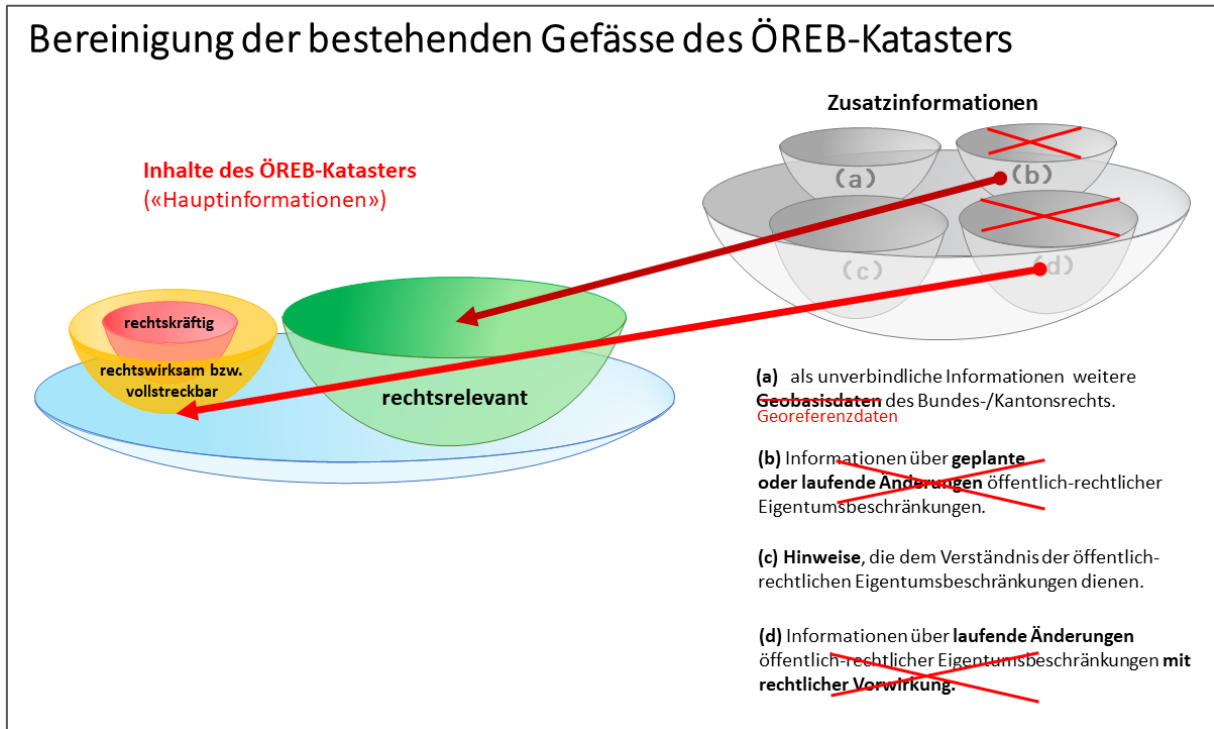 Bereinigung der bestehenden Gefässe des ÖREB-Katasters
Zusatzinformationen
Inhalte des ÖREB-Katasters
(«Hauptinformationen»)
(a)
(b)
(c)
(d)
rechtskräftig
rechtswirksam bzw.
vollstreckbar
rechtsrelevant
(a) als unverbindliche Informationen weitere
Geobasisdaten des Bundes-/Kantonsrechts.
Georeferenzdaten
(b) Informationen über geplante
oder laufende Änderungen öffentlich-rechtlicher
Eigentumsbeschränkungen.
(c) Hinweise, die dem Verständnis der öffentlich-
rechtlichen Eigentumsbeschränkungen dienen.
(d) Informationen über laufende Änderungen
öffentlich-rechtlicher Eigentumsbeschränkungen mit
rechtlicher Vorwirkung.